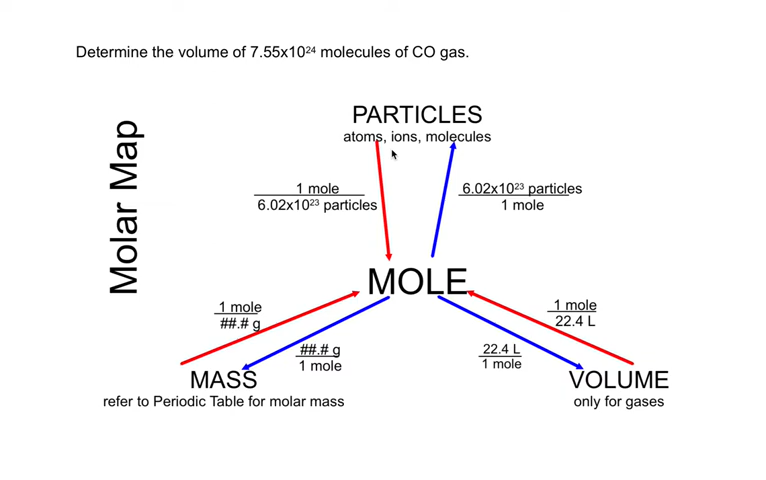 Determine the volume of 7.55x10²⁴ molecules of CO gas.
Molar Map
PARTICLES
atoms, ions, molecules
1 mole
6.02x10²³ particles
6.02x10²³ particles
1 mole
MOLE
1 mole
##.# g
##.# g
1 mole
22.4 L
1 mole
1 mole
22.4 L
MASS
refer to Periodic Table for molar mass
VOLUME
only for gases